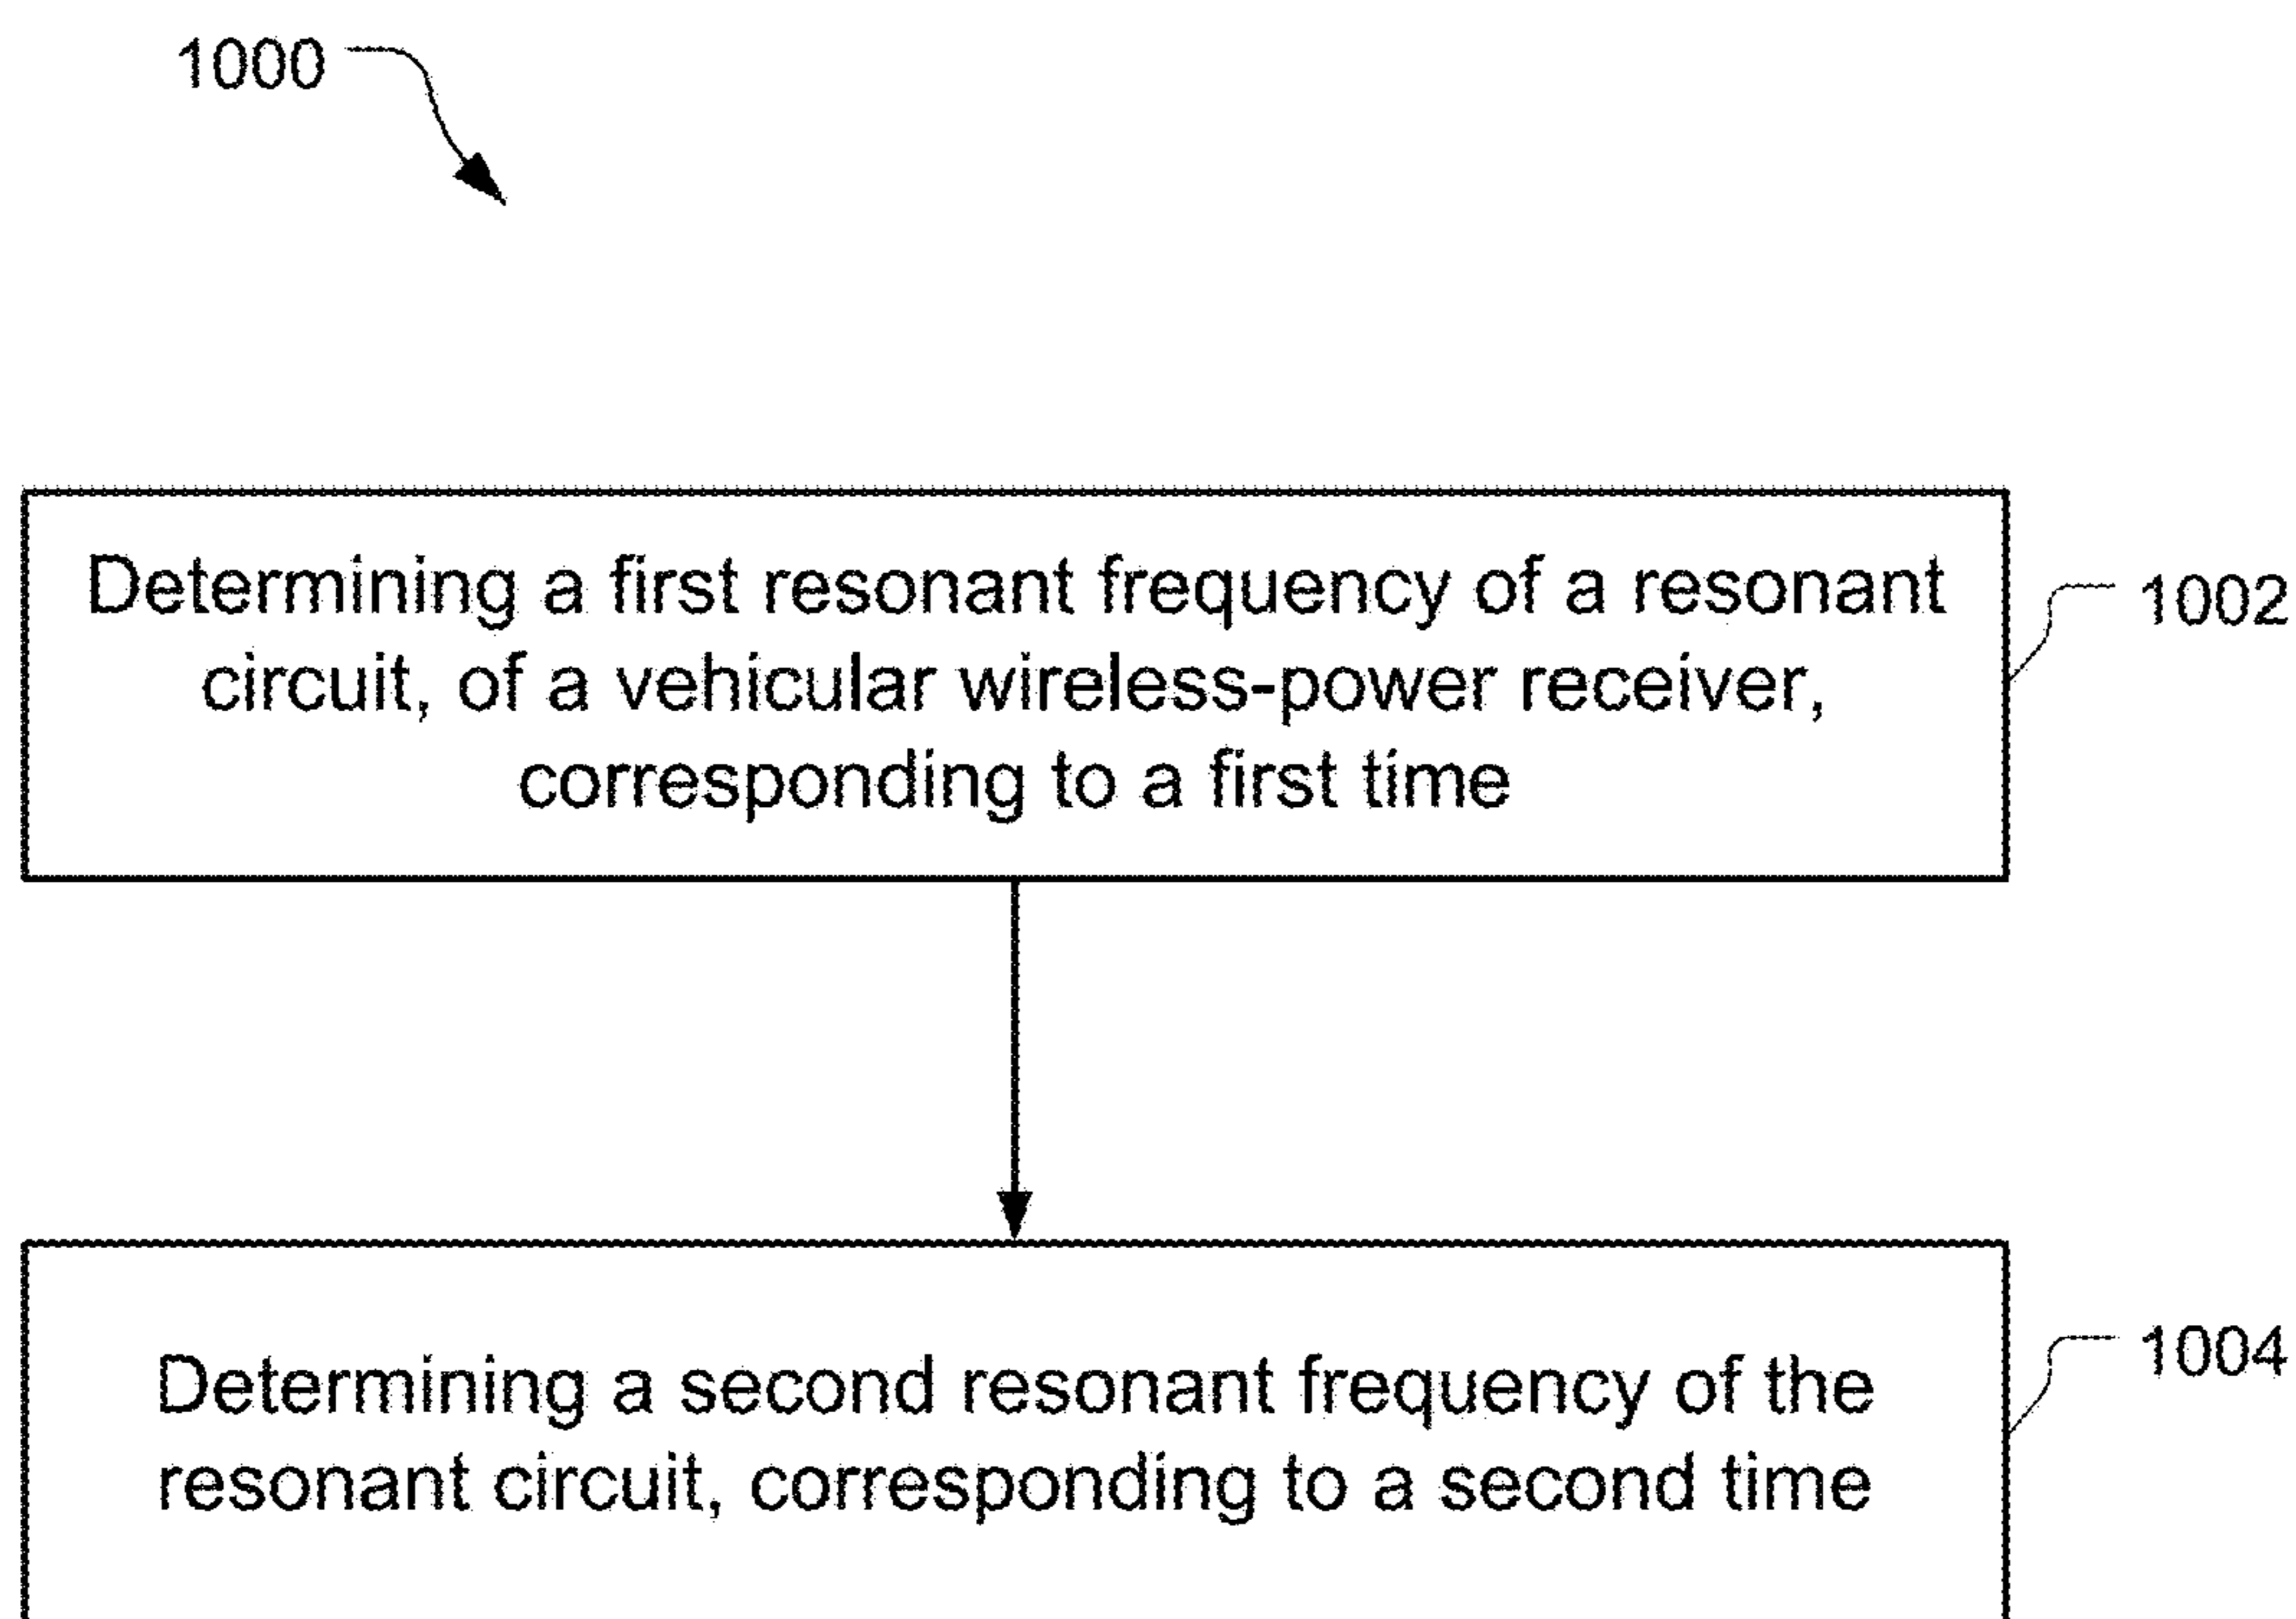 1000
Determining a first resonant frequency of a resonant
circuit, of a vehicular wireless-power receiver,
corresponding to a first time
1002
Determining a second resonant frequency of the
resonant circuit, corresponding to a second time
1004